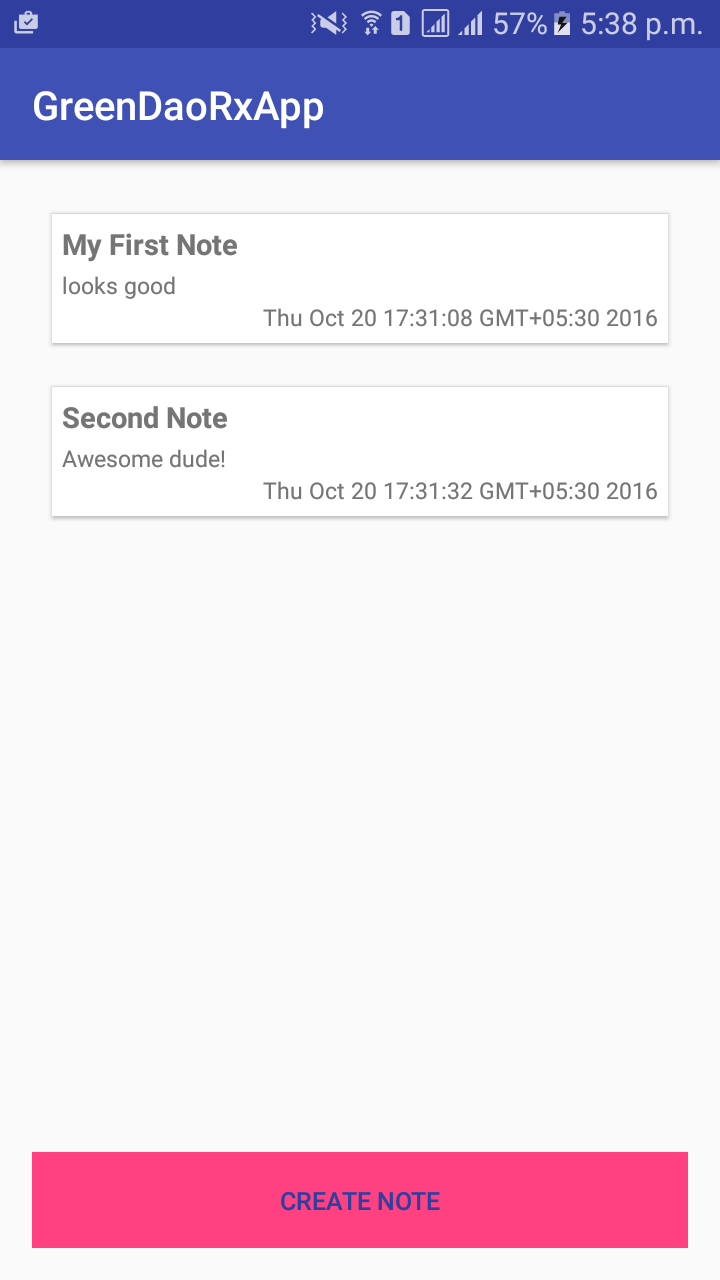 1 57% 5:38 p.m.
GreenDaoRxApp
My First Note
looks good
Thu Oct 20 17:31:08 GMT+05:30 2016
Second Note
Awesome dude!
Thu Oct 20 17:31:32 GMT+05:30 2016
CREATE NOTE